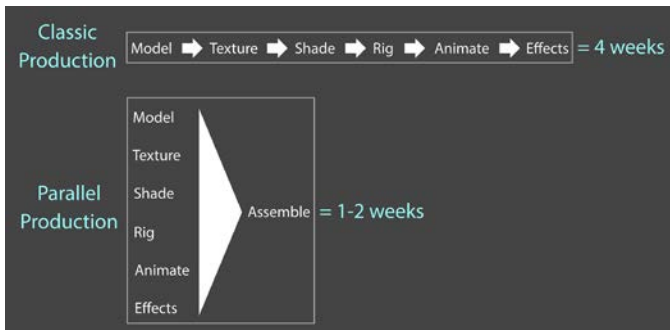 Classic
Production
Model Texture Shade Rig Animate Effects = 4 weeks
Parallel
Production
Model
Texture
Shade
Rig
Animate
Effects
Assemble = 1-2 weeks